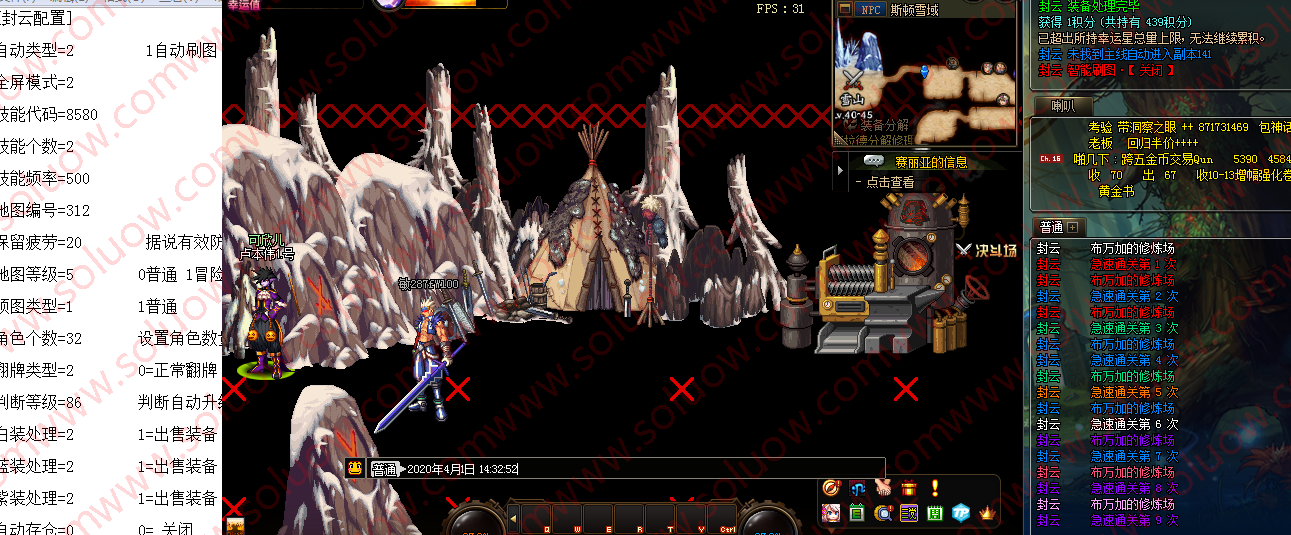 封云配置]
自动类型=2 1自动刷图
全屏模式=2
技能代码=8580
技能个数=2
技能频率=500
地图编号=312
保留疲劳=20 据说有效防
地图等级=5 0普通 1冒险
顷图类型=1 1普通
角色个数=32 设置角色数
翻牌类型=2 0=正常翻牌
判断等级=86 判断自动升
白装处理=2 1=出售装备
蓝装处理=2 1=出售装备
紫装处理=2 1=出售装备
自动存仓=0 0= 关闭
幸运值
FPS : 31
可欣儿
卢本伟1号
普通 2020年4月1日 14:32:52
Q W E R T Y Ctrl
NPC 斯顿雪域
雪山
Lv.40-45
装备分解
赛丽亚的信息
- 点击查看
决斗场
封云 装备处理完毕
获得 1积分 (共持有 439积分)
已超出所持幸运星总量上限, 无法继续累积。
封云 未找到主线自动进入副本141
封云 智能刷图 -【 关闭 】
喇叭
考验 带洞察之眼 ++ 871731469 包神话
老板 回归半价++++
Ch.16 啪几下：跨五金币交易Qun 5390 4584
收 70 出 67 收10-13增幅强化卷
黄金书
普通 +
封云 布万加的修炼场
封云 急速通关第 1 次
封云 布万加的修炼场
封云 急速通关第 2 次
封云 布万加的修炼场
封云 急速通关第 3 次
封云 布万加的修炼场
封云 急速通关第 4 次
封云 布万加的修炼场
封云 急速通关第 5 次
封云 布万加的修炼场
封云 急速通关第 6 次
封云 布万加的修炼场
封云 急速通关第 7 次
封云 布万加的修炼场
封云 急速通关第 8 次
封云 布万加的修炼场
封云 急速通关第 9 次
www.soluow.com